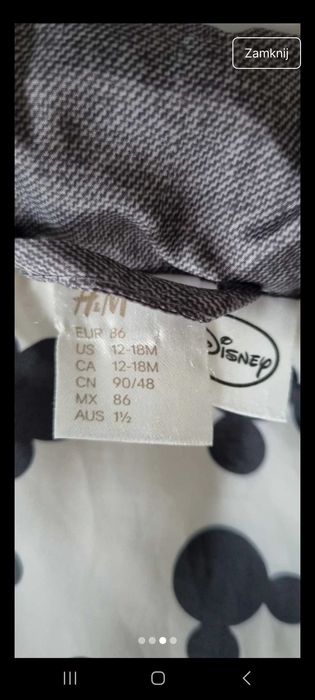 Zamknij
H&M
EUR 86
US 12-18M
CA 12-18M
CN 90/48
MX 86
AUS 1½
Disney